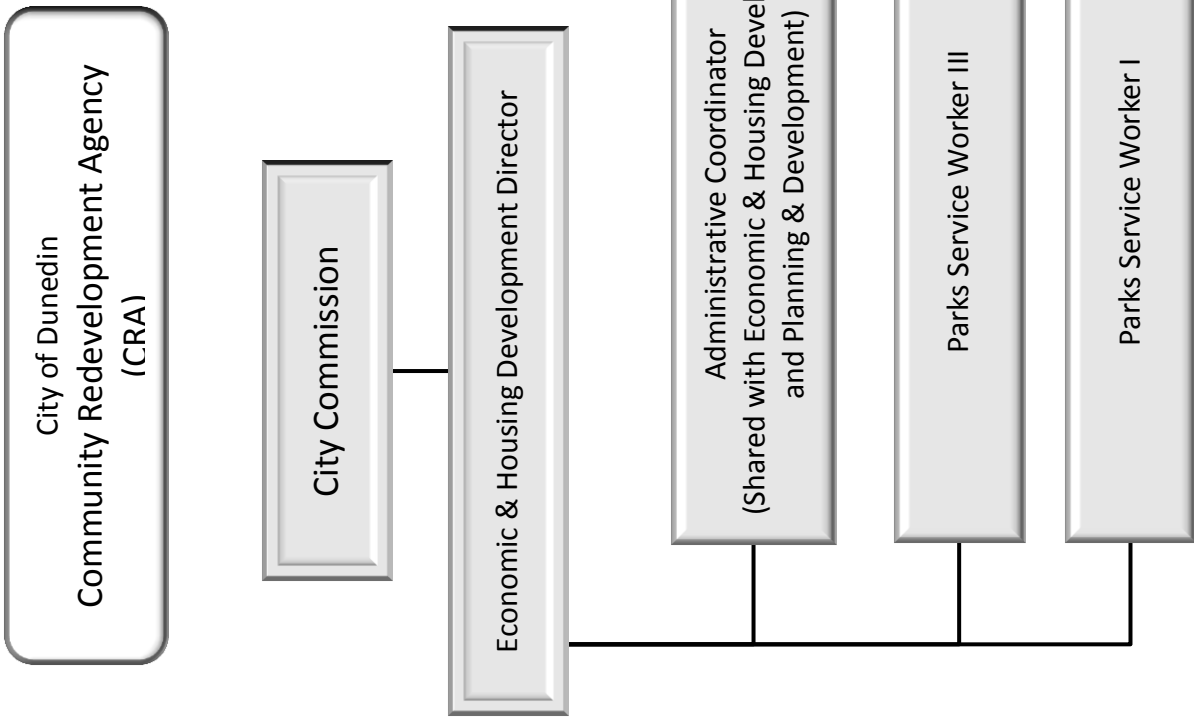 City of Dunedin
Community Redevelopment Agency
(CRA)
City Commission
Economic & Housing Development Director
Administrative Coordinator
(Shared with Economic & Housing Devel
and Planning & Development)
Parks Service Worker III
Parks Service Worker I